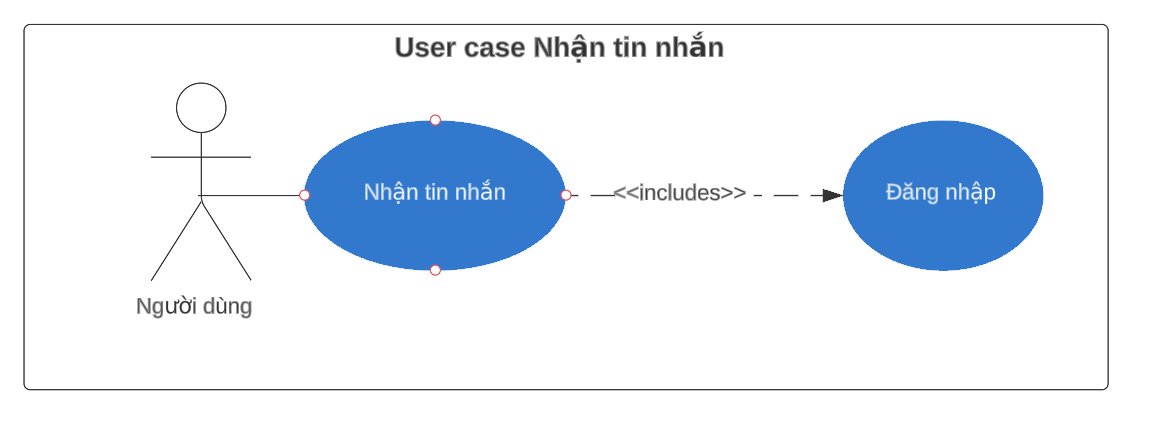 User case Nhận tin nhắn
Nhận tin nhắn
<<includes>>
Đăng nhập
Người dùng